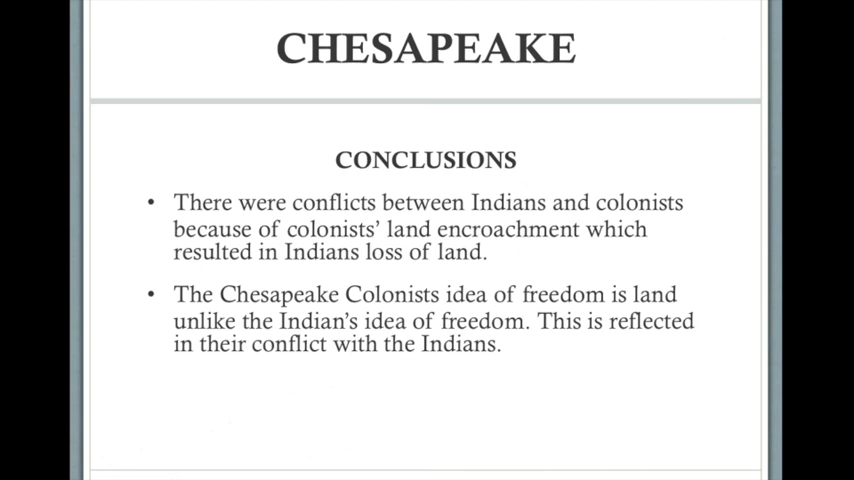 CHESAPEAKE
CONCLUSIONS
• There were conflicts between Indians and colonists
because of colonists’ land encroachment which
resulted in Indians loss of land.
• The Chesapeake Colonists idea of freedom is land
unlike the Indian’s idea of freedom. This is reflected
in their conflict with the Indians.